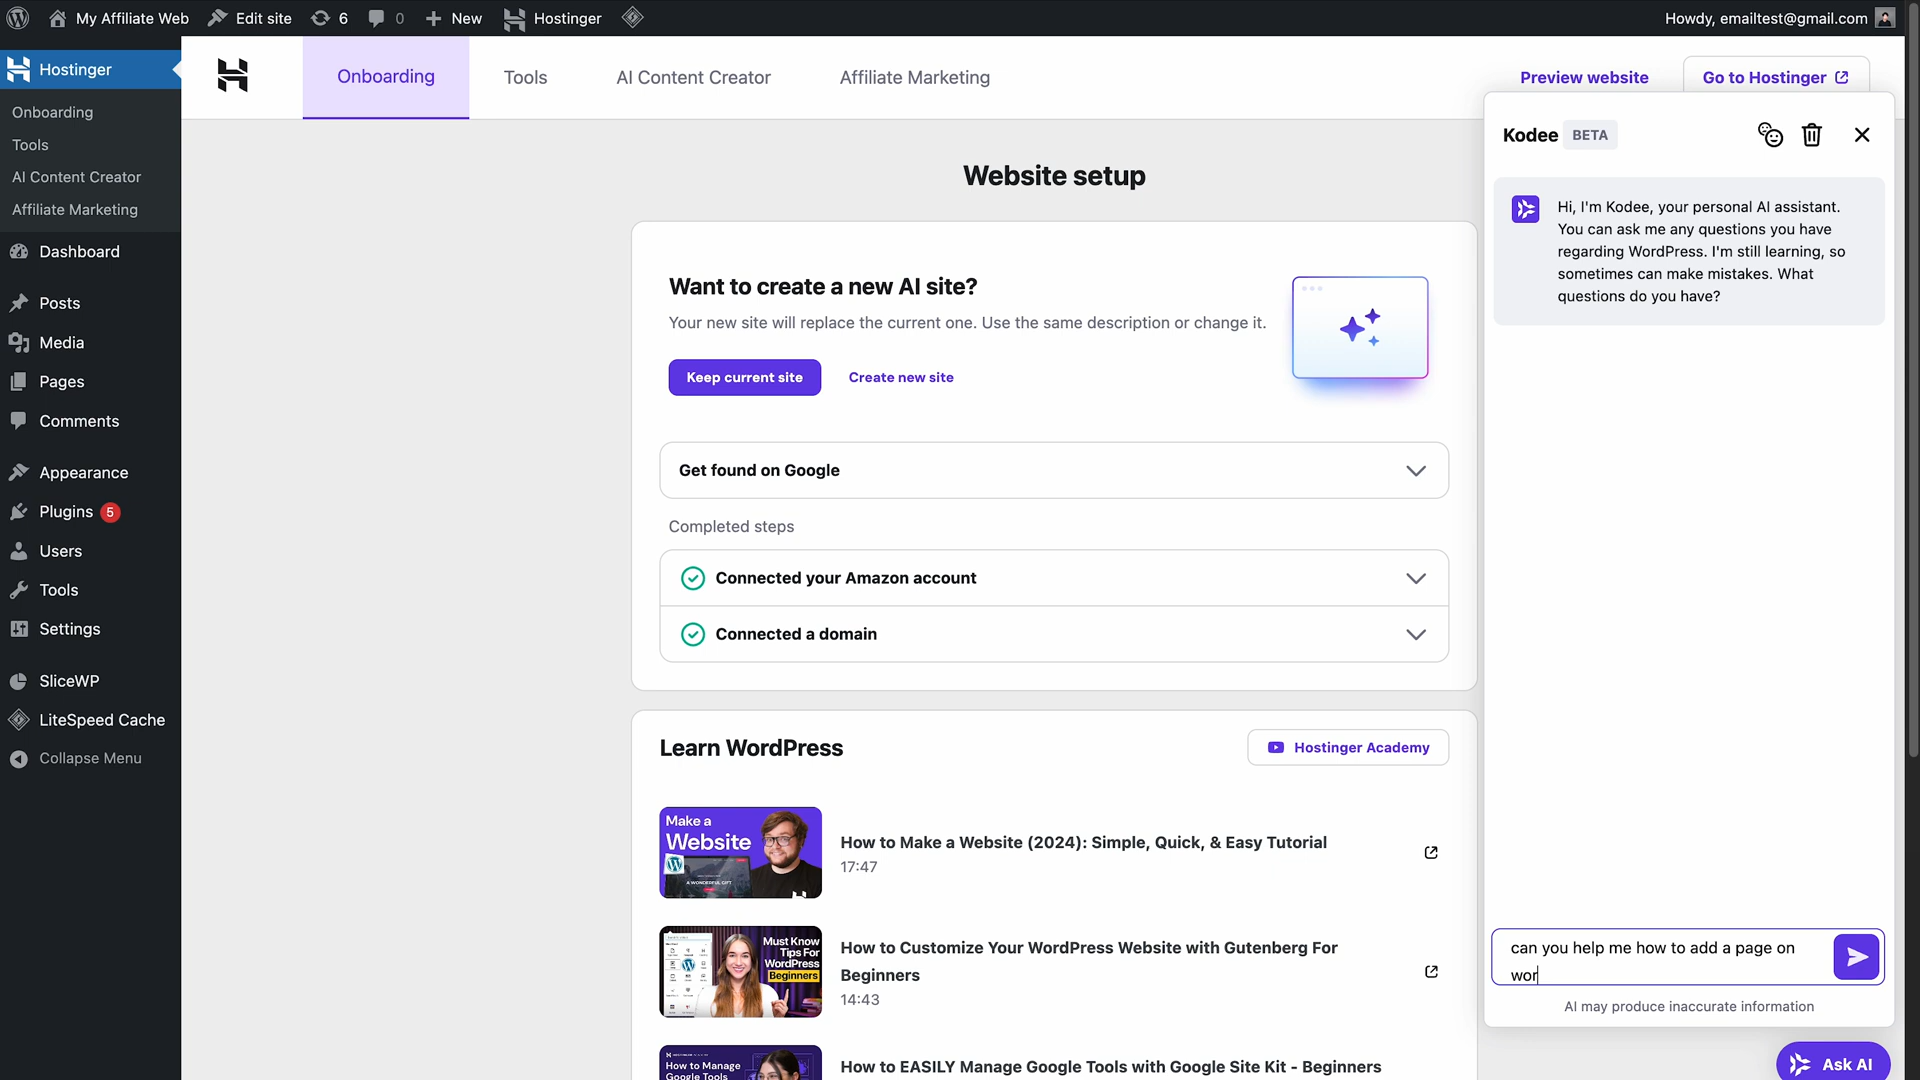 My Affiliate Web
Edit site
6
0
New
Hostinger
Howdy, emailtest@gmail.com
Hostinger
Onboarding
Tools
AI Content Creator
Affiliate Marketing
Dashboard
Posts
Media
Pages
Comments
Appearance
Plugins 5
Users
Tools
Settings
SliceWP
LiteSpeed Cache
Collapse Menu
Onboarding
Tools
AI Content Creator
Affiliate Marketing
Preview website
Go to Hostinger
Website setup
Want to create a new AI site?
Your new site will replace the current one. Use the same description or change it.
Keep current site
Create new site
Get found on Google
Completed steps
Connected your Amazon account
Connected a domain
Learn WordPress
Hostinger Academy
Make a
Website
A WONDERFUL GIFT
How to Make a Website (2024): Simple, Quick, & Easy Tutorial
17:47
Must Know
Tips For
WordPress
Beginners
How to Customize Your WordPress Website with Gutenberg For
Beginners
14:43
How to Manage
Google Tools
How to EASILY Manage Google Tools with Google Site Kit - Beginners
Kodee BETA
Hi, I'm Kodee, your personal AI assistant.
You can ask me any questions you have
regarding WordPress. I'm still learning, so
sometimes can make mistakes. What
questions do you have?
can you help me how to add a page on
wor
AI may produce inaccurate information
Ask AI